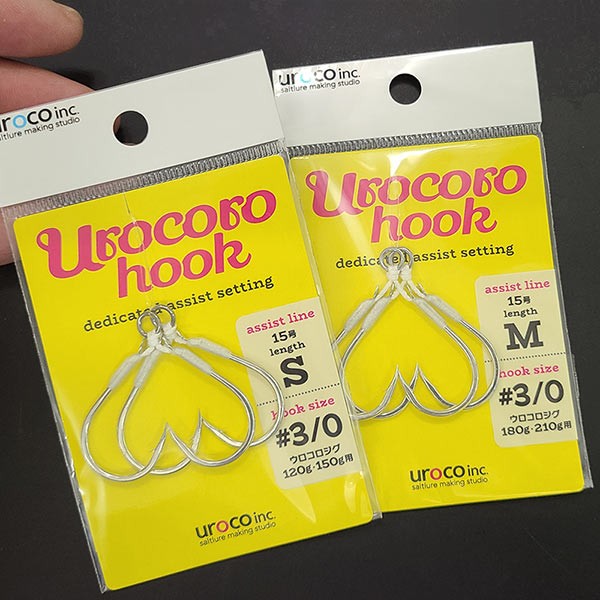 uroco inc.
saltlure making studio
Urocoro
hook
dedicated assist setting
assist line
15号
length
S
hook size
#3/0
ウロコロジグ
120g・150g用
uroco inc.
saltlure making studio
uroco inc.
saltlure making studio
Urocoro
hook
dedicated assist setting
assist line
15号
length
M
hook size
#3/0
ウロコロジグ
180g・210g用
uroco inc.
saltlure making studio